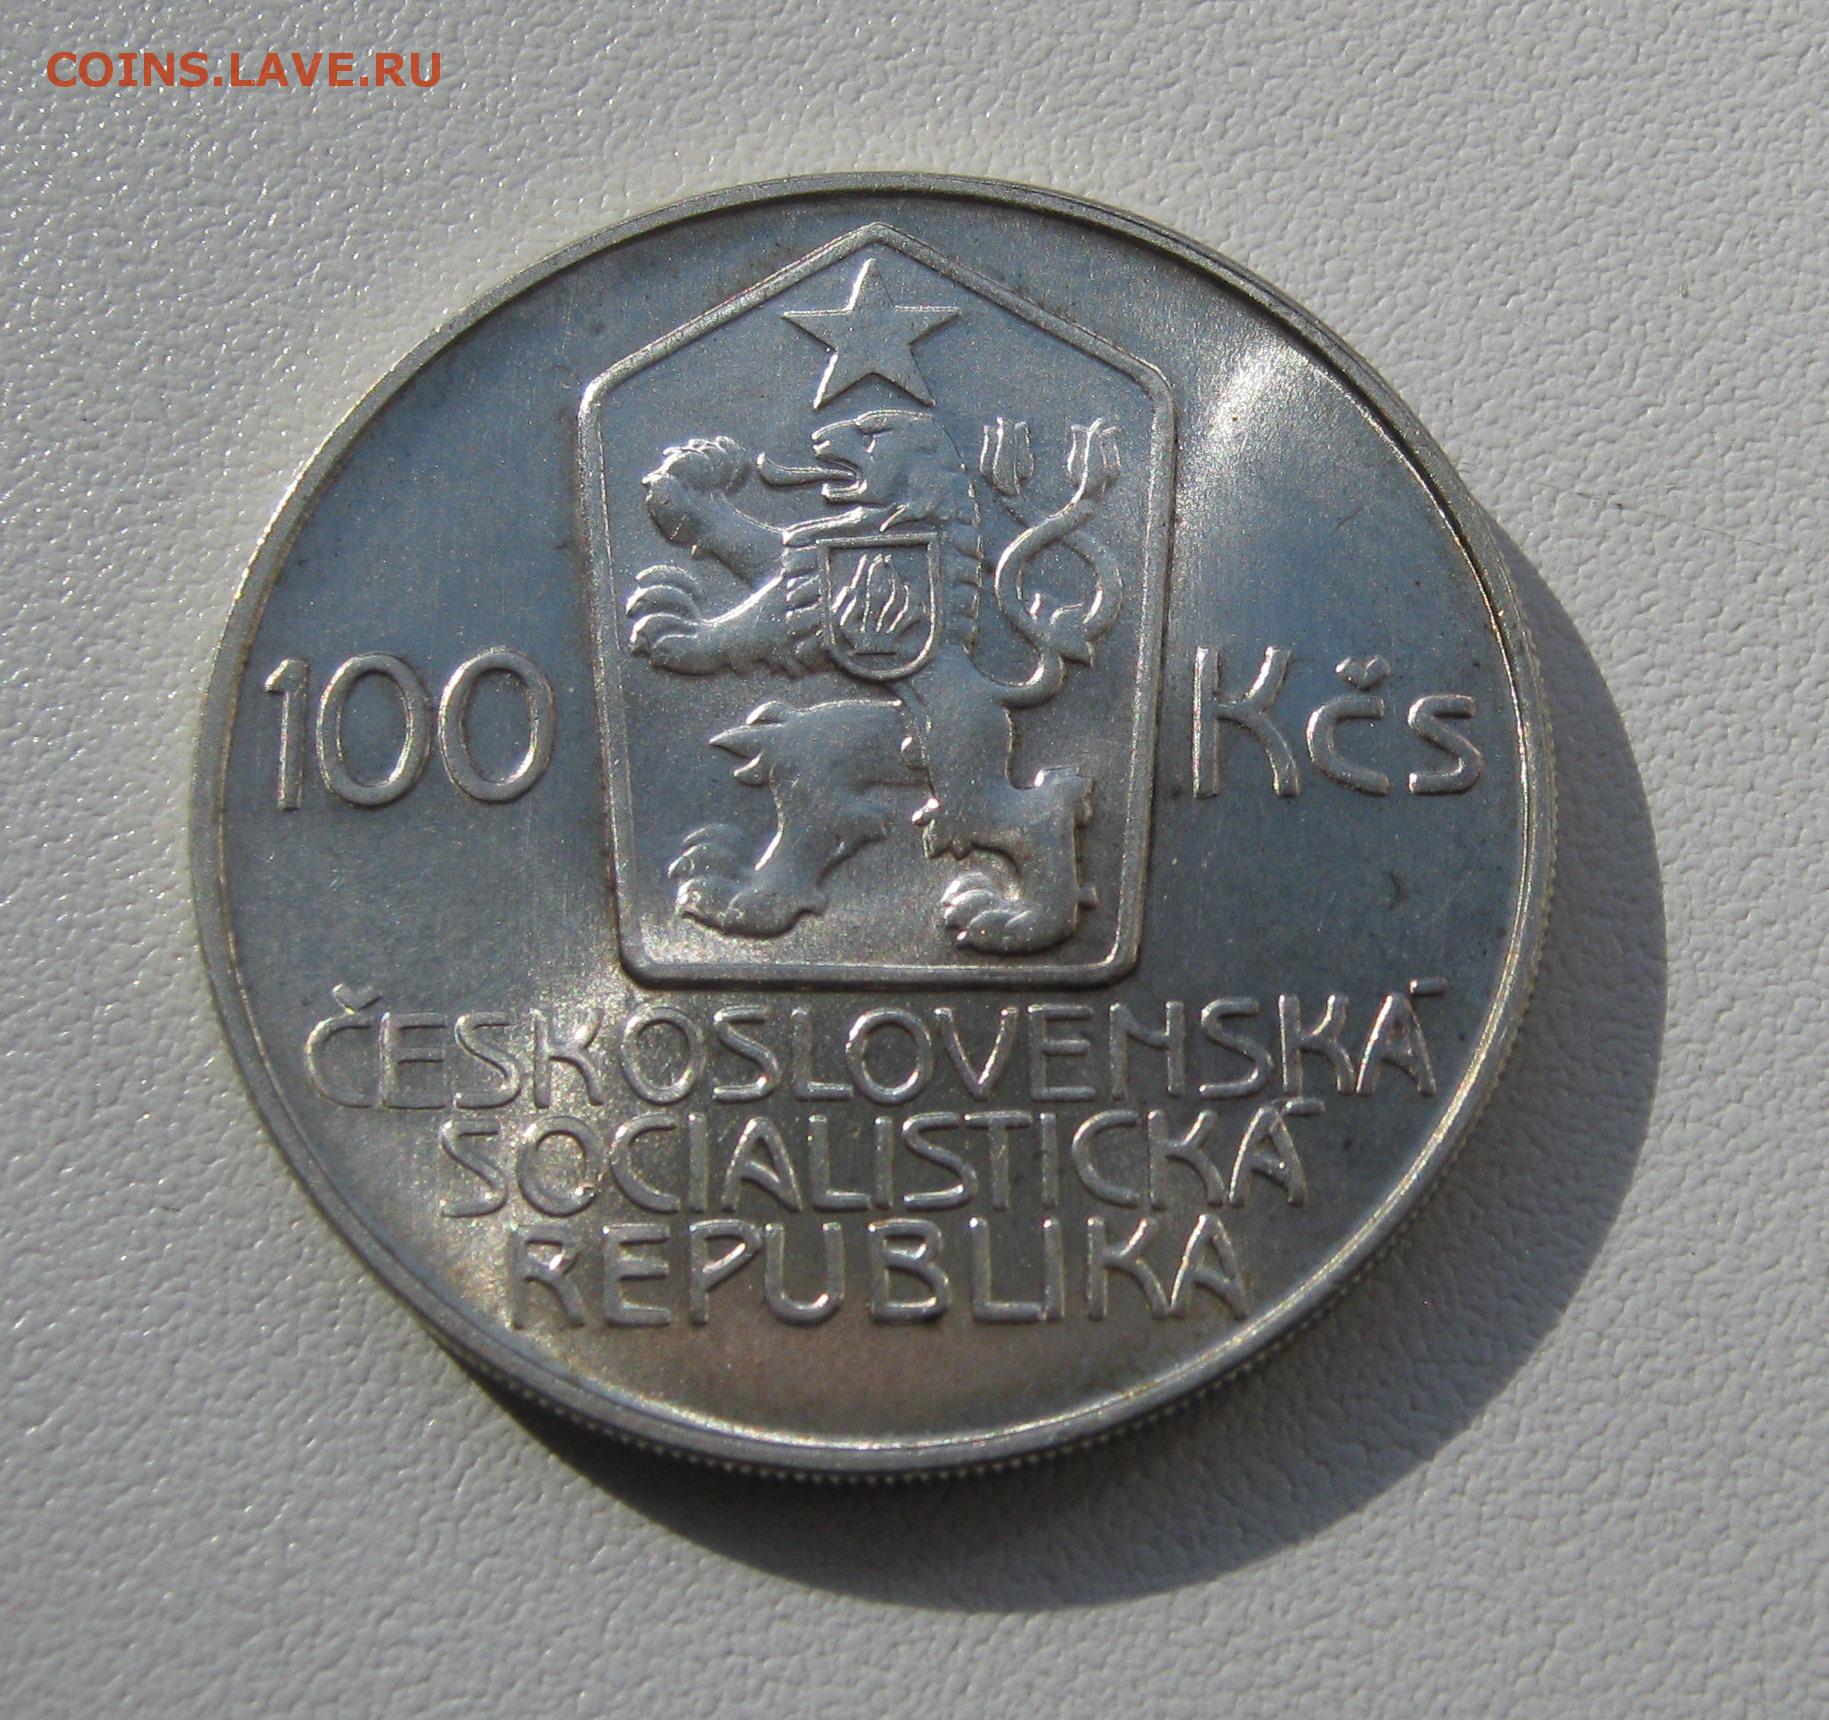 COINS.LAVE.RU
100 Kčs
ČESKOSLOVENSKÁ
SOCIALISTICKÁ
REPUBLIKA